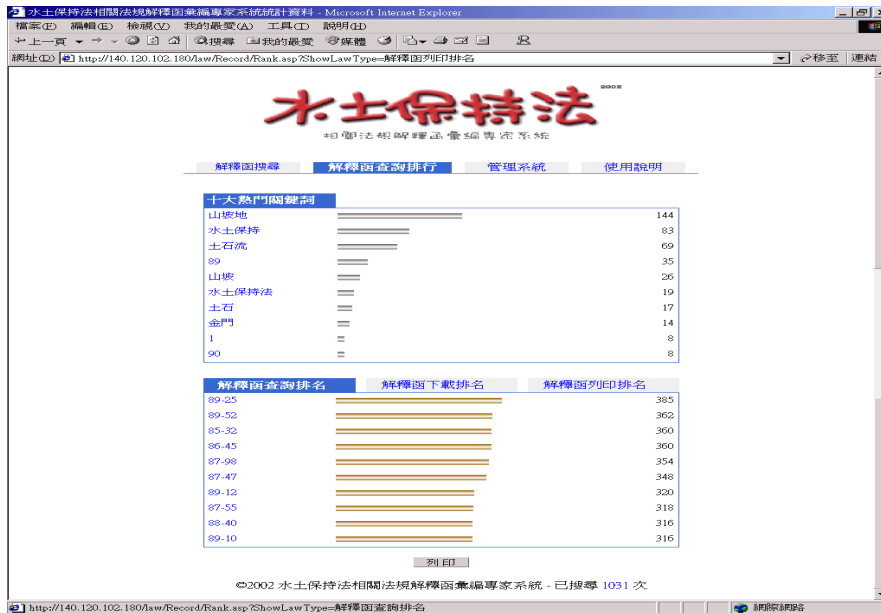 水土保持法相關法規解釋函彙編專家系統統計資料 - Microsoft Internet Explorer
檔案(F) 編輯(E) 檢視(V) 我的最愛(A) 工具(T) 說明(H)
上一頁 搜尋 我的最愛 媒體
網址(D) http://140.120.102.180/law/Record/Rank.asp?ShowLawType=解釋函列印排名 移至 連結
水土保持法 2002
相關法規解釋函彙編專家系統
解釋函搜尋 解釋函查詢排行 管理系統 使用說明
十大熱門關鍵詞
山坡地 144
水土保持 83
土石流 69
89 35
山坡 26
水土保持法 19
土石 17
金門 14
1 8
90 8
解釋函查詢排名 解釋函下載排名 解釋函列印排名
89-25 385
89-52 362
85-32 360
86-45 360
87-98 354
87-47 348
89-12 320
87-55 318
88-40 316
89-10 316
列印
©2002 水土保持法相關法規解釋函彙編專家系統 - 已搜尋 1031 次
http://140.120.102.180/law/Record/Rank.asp?ShowLawType=解釋函查詢排名 網際網路